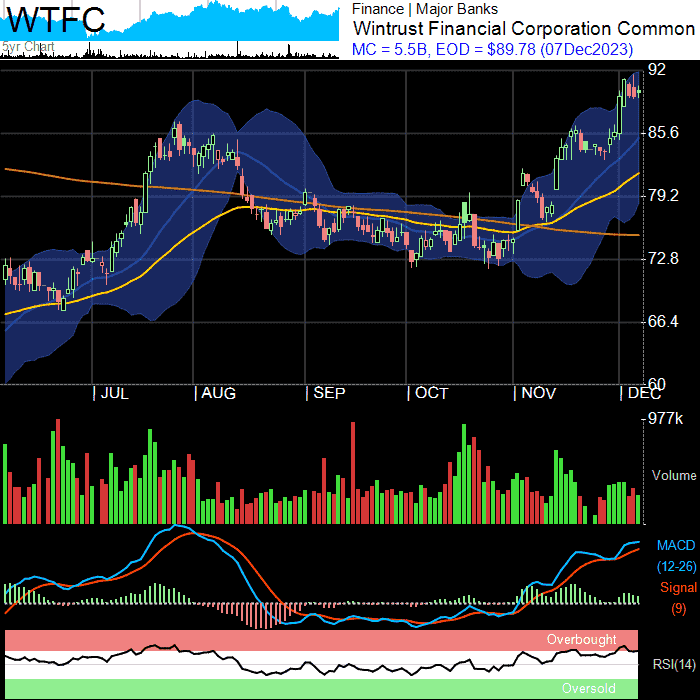 WTFC
5yr Chart
Finance | Major Banks
Wintrust Financial Corporation Common
MC = 5.5B, EOD = $89.78 (07Dec2023)
92
85.6
79.2
72.8
66.4
60
JUL
AUG
SEP
OCT
NOV
DEC
977k
Volume
MACD
(12-26)
Signal
(9)
Overbought
RSI(14)
Oversold